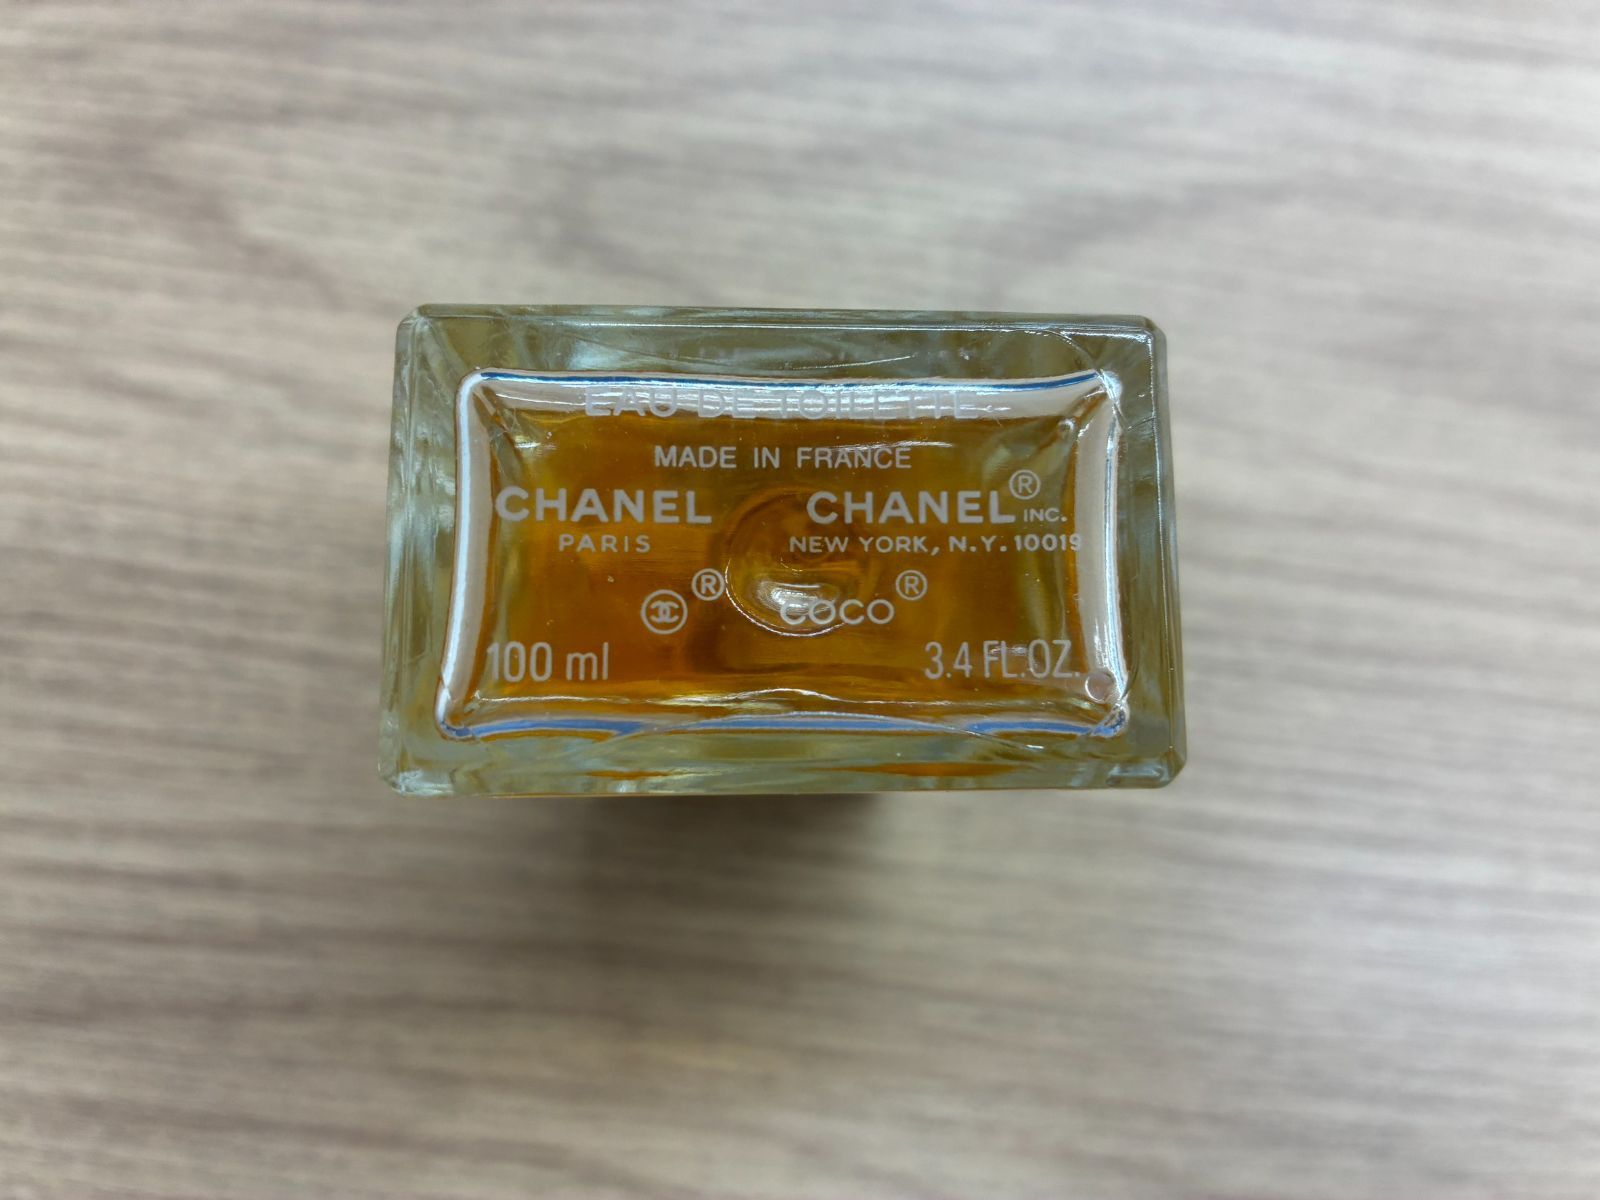 EAU DE TOILETTE
MADE IN FRANCE
CHANEL CHANEL® INC.
PARIS NEW YORK, N.Y. 10019
® COCO®
100 ml 3.4 FL.OZ.